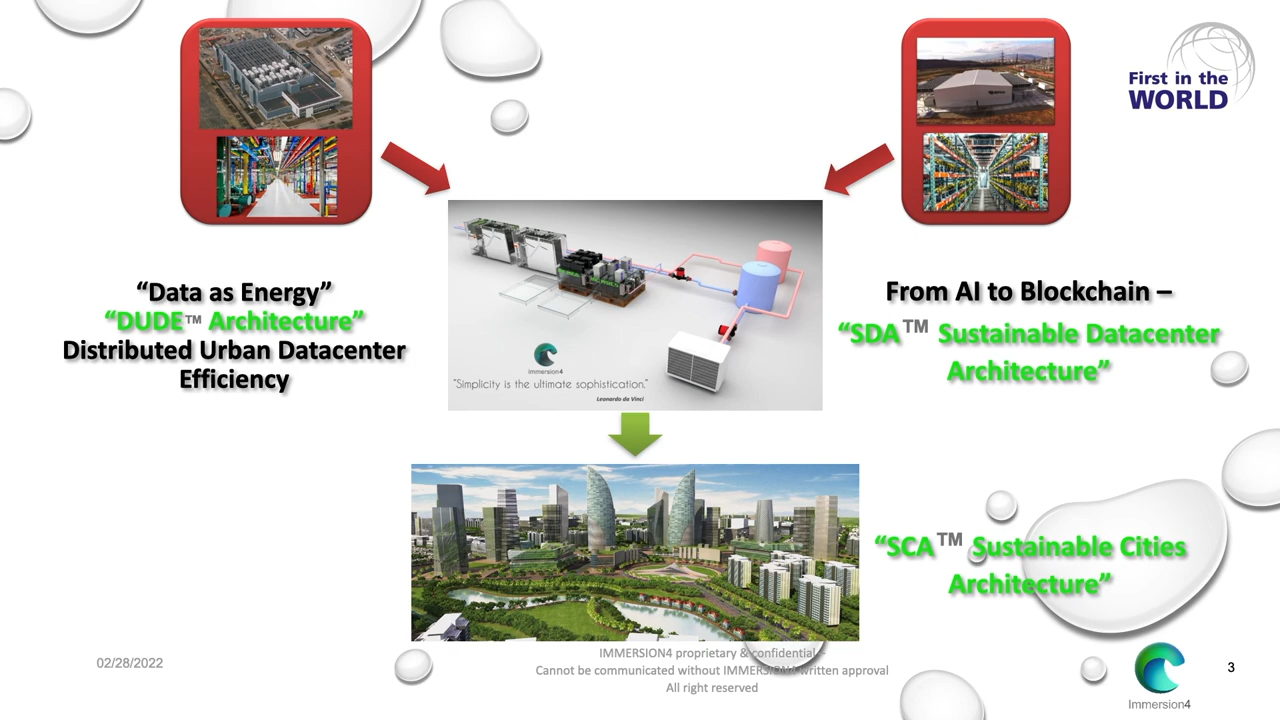 First in the
WORLD
“Data as Energy”
“DUDE™ Architecture”
Distributed Urban Datacenter
Efficiency
Immersion4
“Simplicity is the ultimate sophistication.”
Leonardo da Vinci
From AI to Blockchain –
“SDA™ Sustainable Datacenter
Architecture”
“SCA™ Sustainable Cities
Architecture”
02/28/2022
IMMERSION4 proprietary & confidential –
Cannot be communicated without IMMERSION4 written approval
All right reserved
Immersion4
3